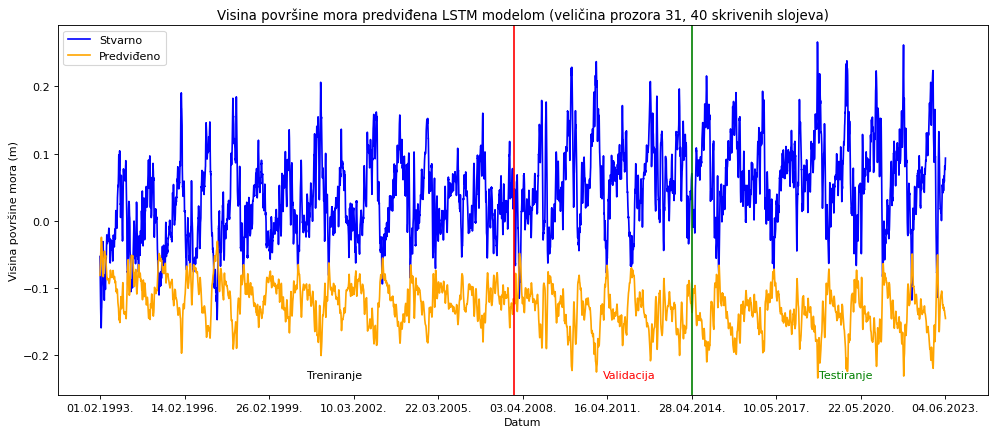 Visina površine mora predviđena LSTM modelom (veličina prozora 31, 40 skrivenih slojeva)
Stvarno
Predviđeno
Visina površine mora (m)
0.2
0.1
0.0
−0.1
−0.2
Treniranje
Validacija
Testiranje
01.02.1993.
14.02.1996.
26.02.1999.
10.03.2002.
22.03.2005.
03.04.2008.
16.04.2011.
28.04.2014.
10.05.2017.
22.05.2020.
04.06.2023.
Datum